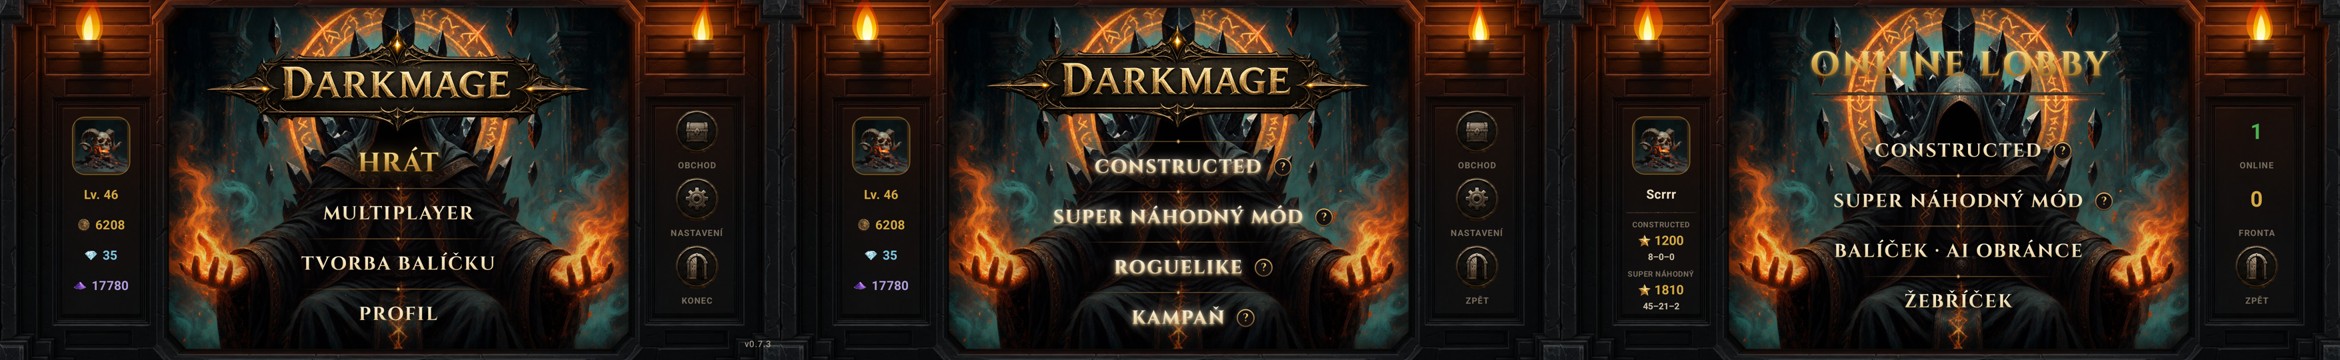 DARKMAGE
HRÁT
MULTIPLAYER
TVORBA BALÍČKU
PROFIL
Lv. 46
6208
35
17780
OBCHOD
NASTAVENÍ
KONEC
v0.7.3
DARKMAGE
CONSTRUCTED ?
SUPER NÁHODNÝ MÓD ?
ROGUELIKE ?
KAMPAŇ ?
Lv. 46
6208
35
17780
OBCHOD
NASTAVENÍ
ZPĚT
ONLINE LOBBY
CONSTRUCTED ?
SUPER NÁHODNÝ MÓD ?
BALÍČEK · AI OBRÁNCE
ŽEBŘÍČEK
Scrrr
CONSTRUCTED
1200
8–0–0
SUPER NÁHODNÝ
1810
45–21–2
1
ONLINE
0
FRONTA
ZPĚT